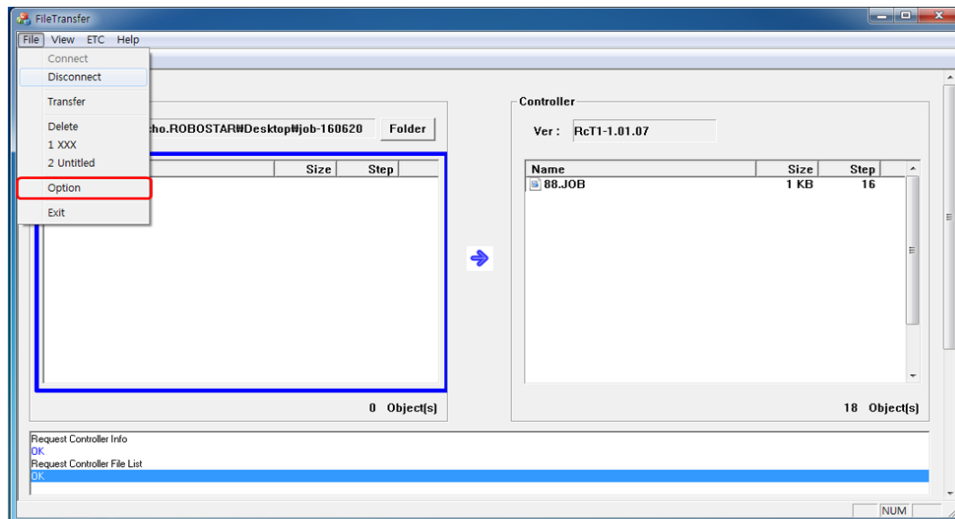 FileTransfer
File View ETC Help
Connect
Disconnect
Transfer
Delete
1 XXX
2 Untitled
Option
Exit
cho.ROBOSTAR₩Desktop₩job-160620 Folder
Size Step
0 Object(s)
Controller
Ver : RcT1-1.01.07
Name Size Step
88.JOB 1 KB 16
18 Object(s)
Request Controller Info
OK
Request Controller File List
OK
NUM